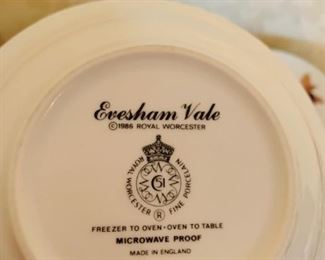 Evesham Vale
©1986 ROYAL WORCESTER
ROYAL WORCESTER ® FINE PORCELAIN
51
FREEZER TO OVEN · OVEN TO TABLE
MICROWAVE PROOF
MADE IN ENGLAND